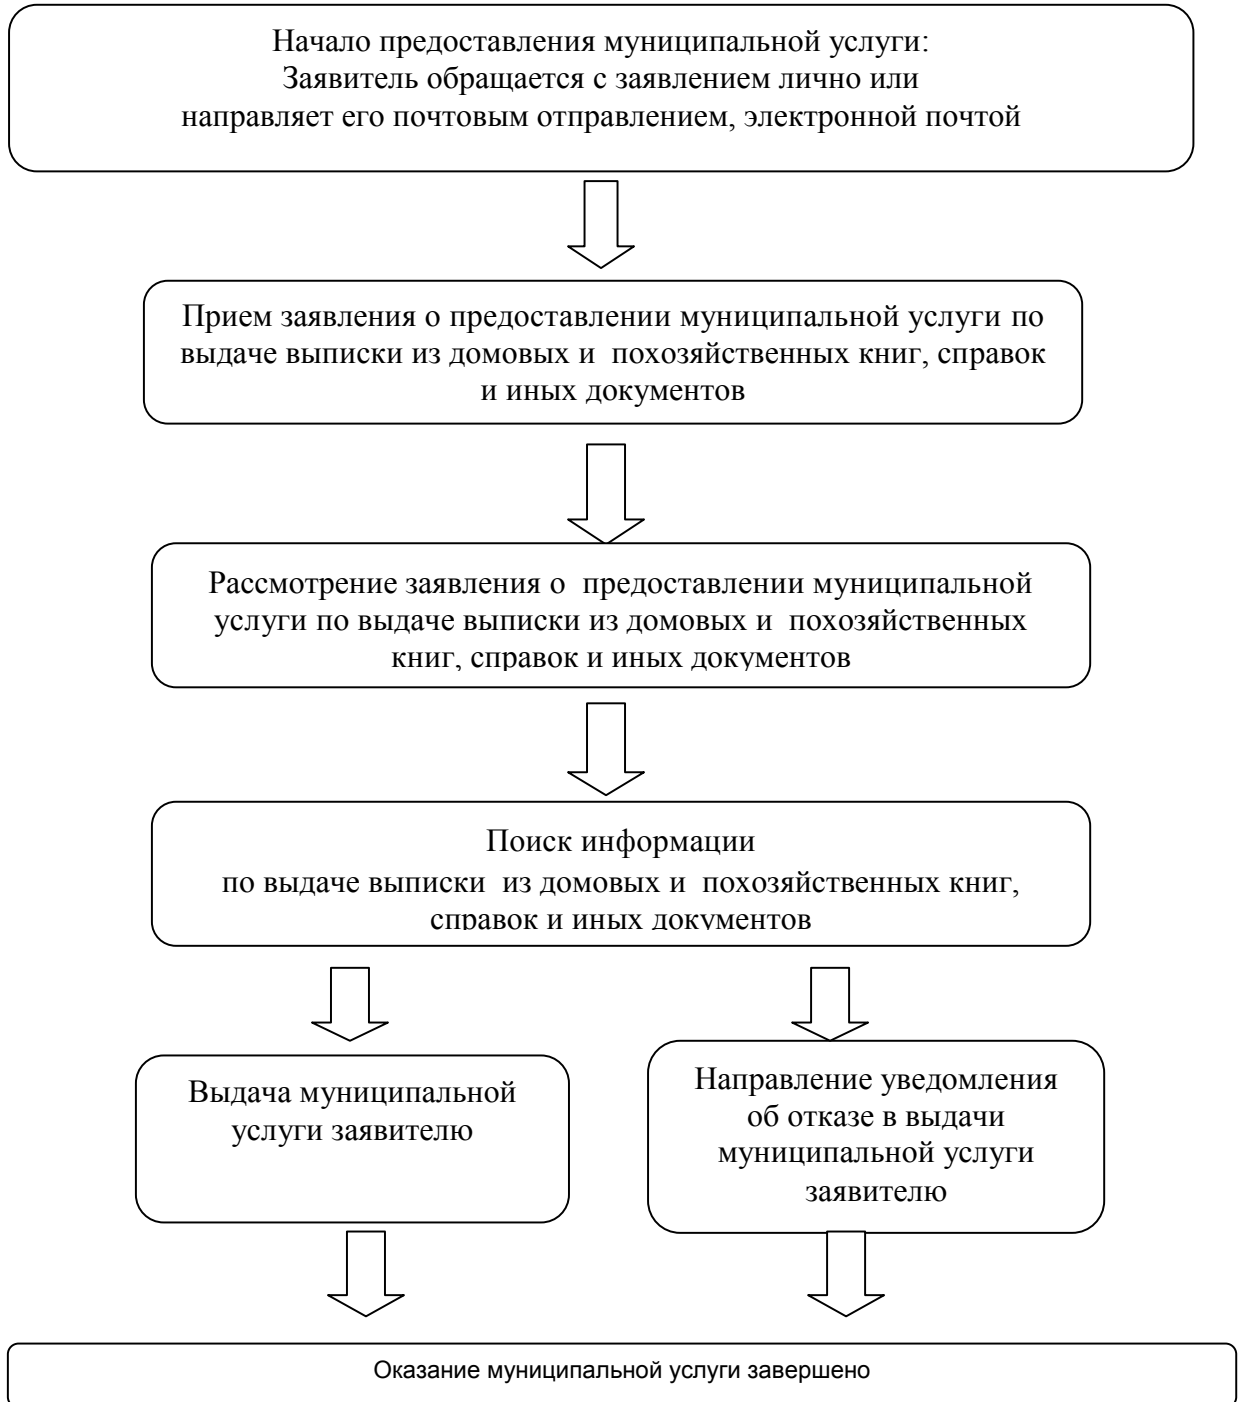 Начало предоставления муниципальной услуги:
Заявитель обращается с заявлением лично или
направляет его почтовым отправлением, электронной почтой
Прием заявления о предоставлении муниципальной услуги по
выдаче выписки из домовых и похозяйственных книг, справок
и иных документов
Рассмотрение заявления о предоставлении муниципальной
услуги по выдаче выписки из домовых и похозяйственных
книг, справок и иных документов
Поиск информации
по выдаче выписки из домовых и похозяйственных книг,
справок и иных документов
Выдача муниципальной
услуги заявителю
Направление уведомления
об отказе в выдачи
муниципальной услуги
заявителю
Оказание муниципальной услуги завершено